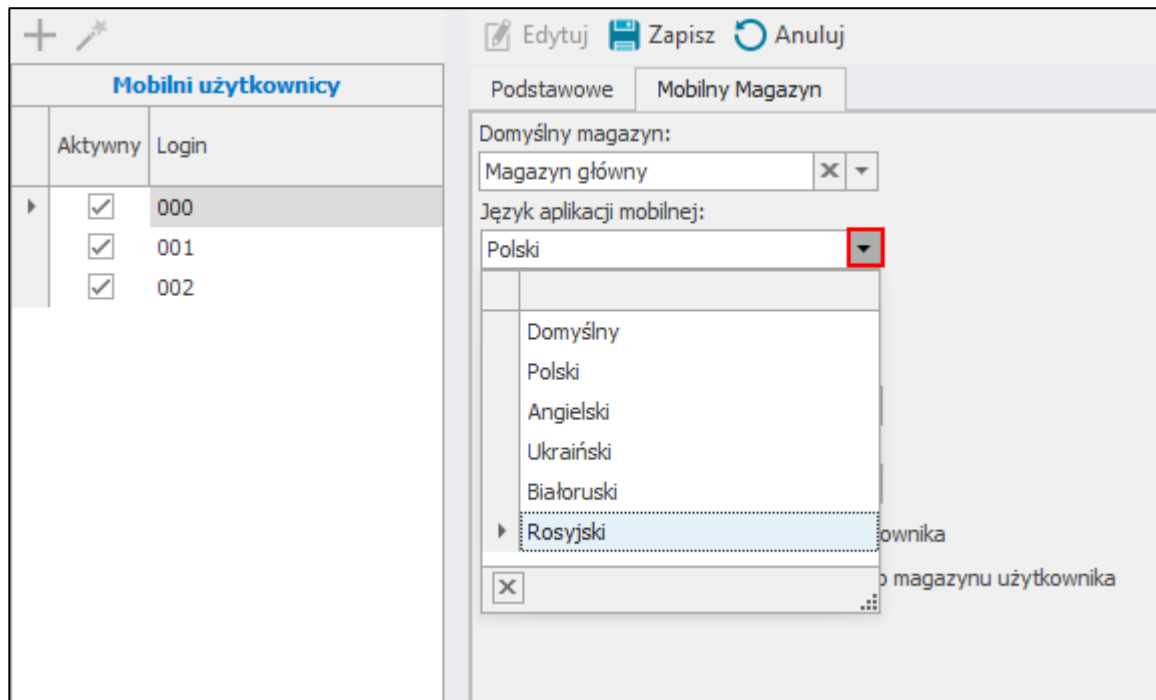 Edytuj Zapisz Anuluj
Mobilni użytkownicy
Podstawowe Mobilny Magazyn
Aktywny Login
000
001
002
Domyślny magazyn:
Magazyn główny
Język aplikacji mobilnej:
Polski
Domyślny
Polski
Angielski
Ukraiński
Białoruski
Rosyjski
magazynu użytkownika